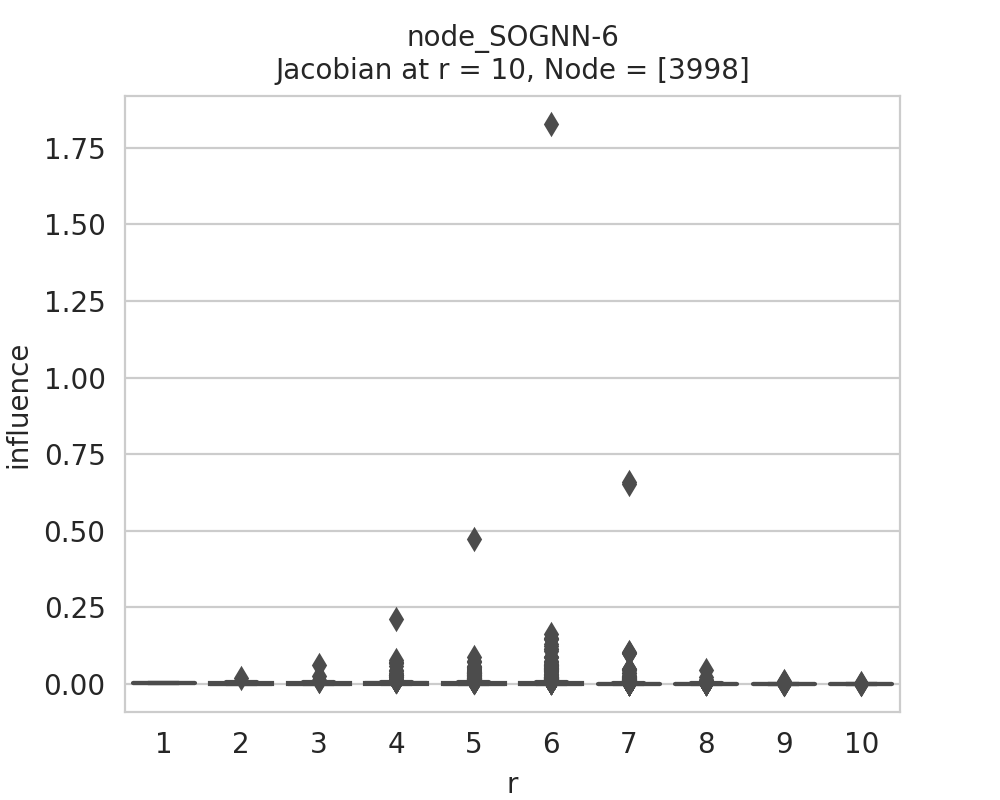 node_SOGNN-6
Jacobian at r = 10, Node = [3998]
1.75
1.50
1.25
1.00
0.75
0.50
0.25
0.00
influence
1 2 3 4 5 6 7 8 9 10
r